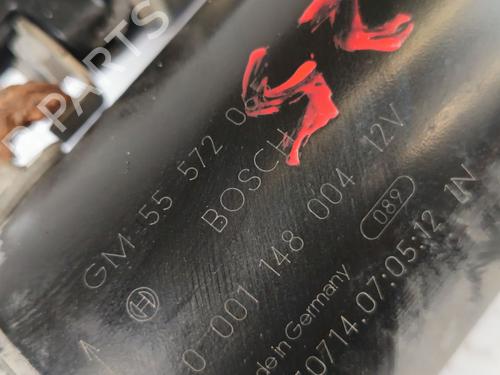 GM 55 572 0
BOSCH
A 0 001 148 004 12V
Made in Germany
089
50714.07:05:12 1N
PARTS